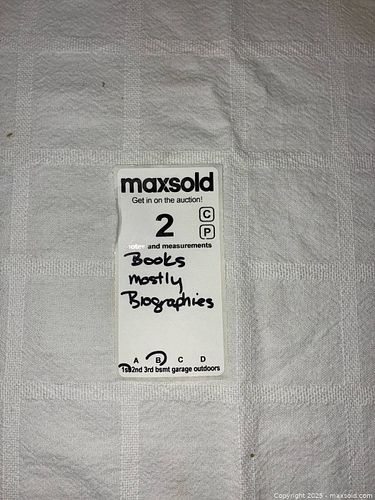 maxsold
Get in on the auction!
2
C
P
notes and measurements
Books
mostly
Biographies
A B C D
1st 2nd 3rd bsmt garage outdoors
Copyright 2025 - maxsold.com